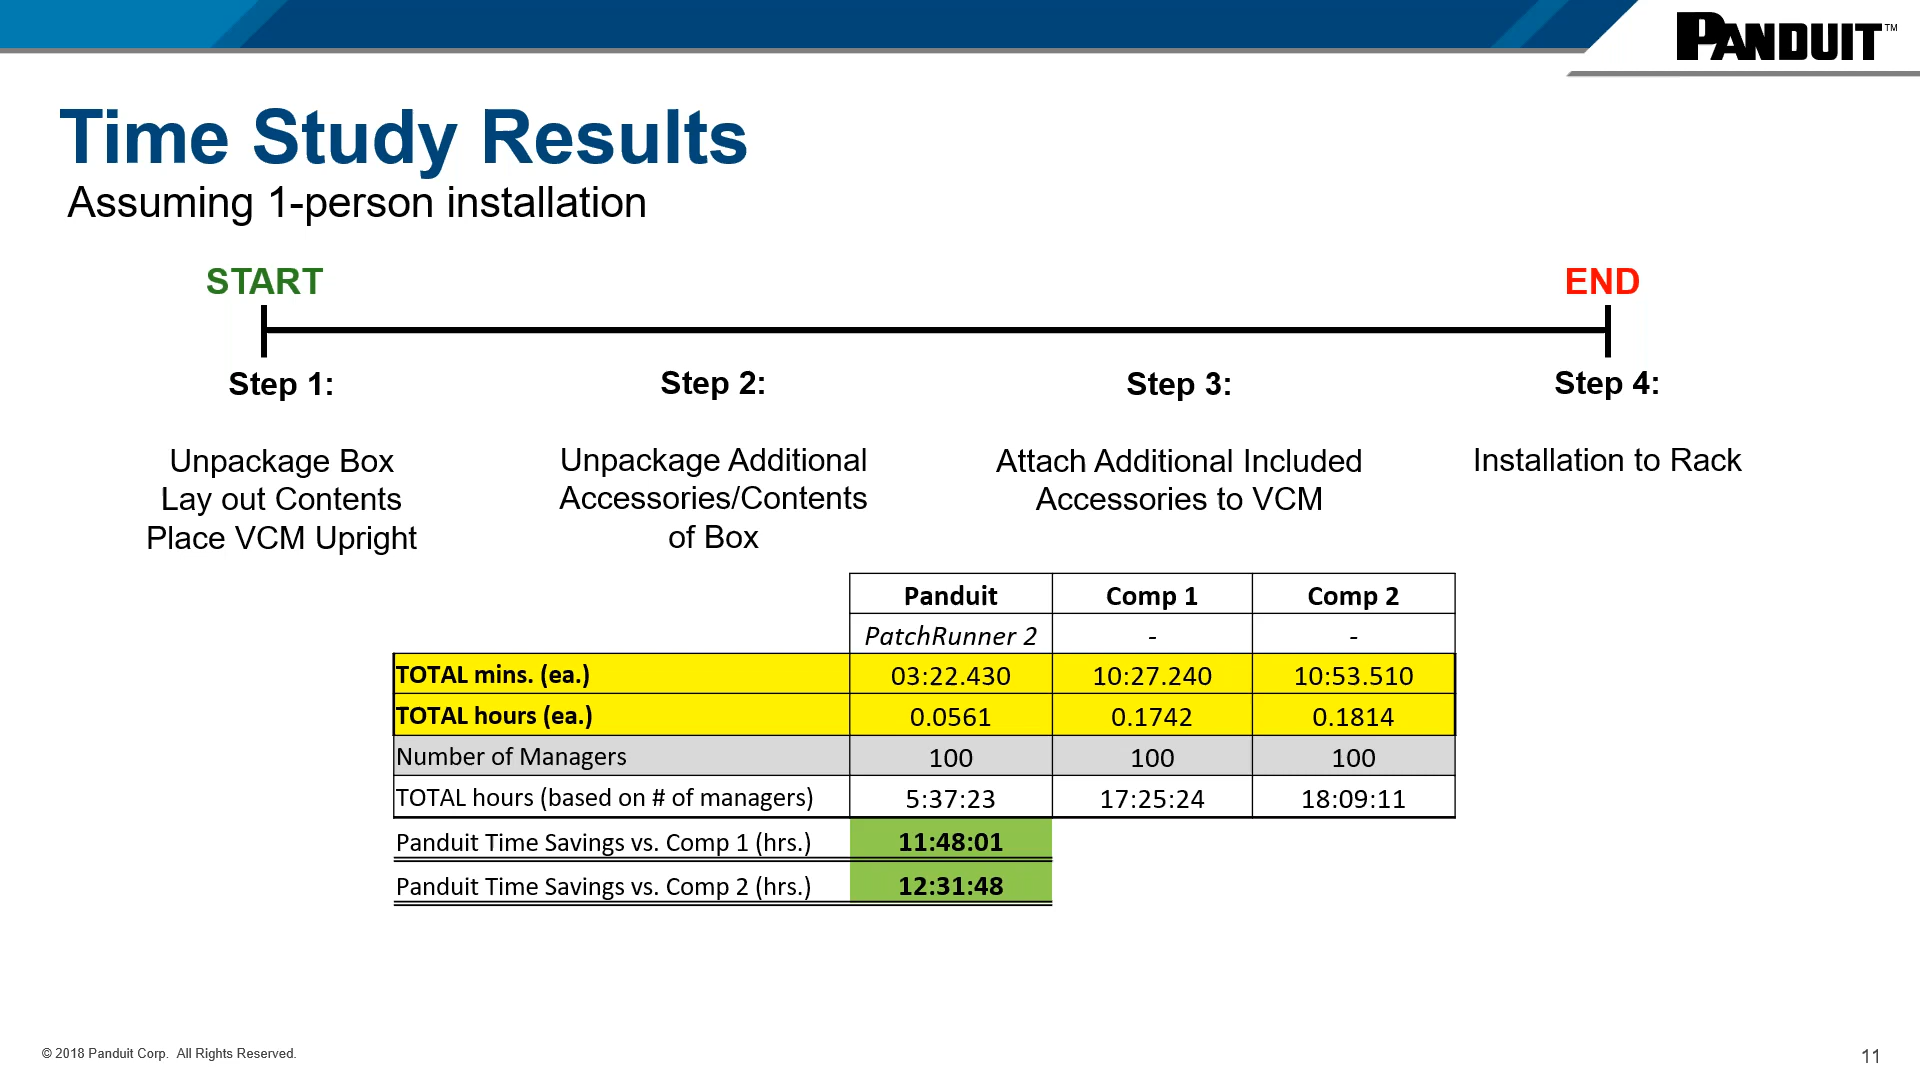 PANDUIT™
Time Study Results
Assuming 1-person installation
START
END
Step 1:
Unpackage Box
Lay out Contents
Place VCM Upright
Step 2:
Unpackage Additional
Accessories/Contents
of Box
Step 3:
Attach Additional Included
Accessories to VCM
Step 4:
Installation to Rack
Panduit Comp 1 Comp 2
PatchRunner 2 - -
TOTAL mins. (ea.) 03:22.430 10:27.240 10:53.510
TOTAL hours (ea.) 0.0561 0.1742 0.1814
Number of Managers 100 100 100
TOTAL hours (based on # of managers) 5:37:23 17:25:24 18:09:11
Panduit Time Savings vs. Comp 1 (hrs.) 11:48:01
Panduit Time Savings vs. Comp 2 (hrs.) 12:31:48
© 2018 Panduit Corp. All Rights Reserved.
11